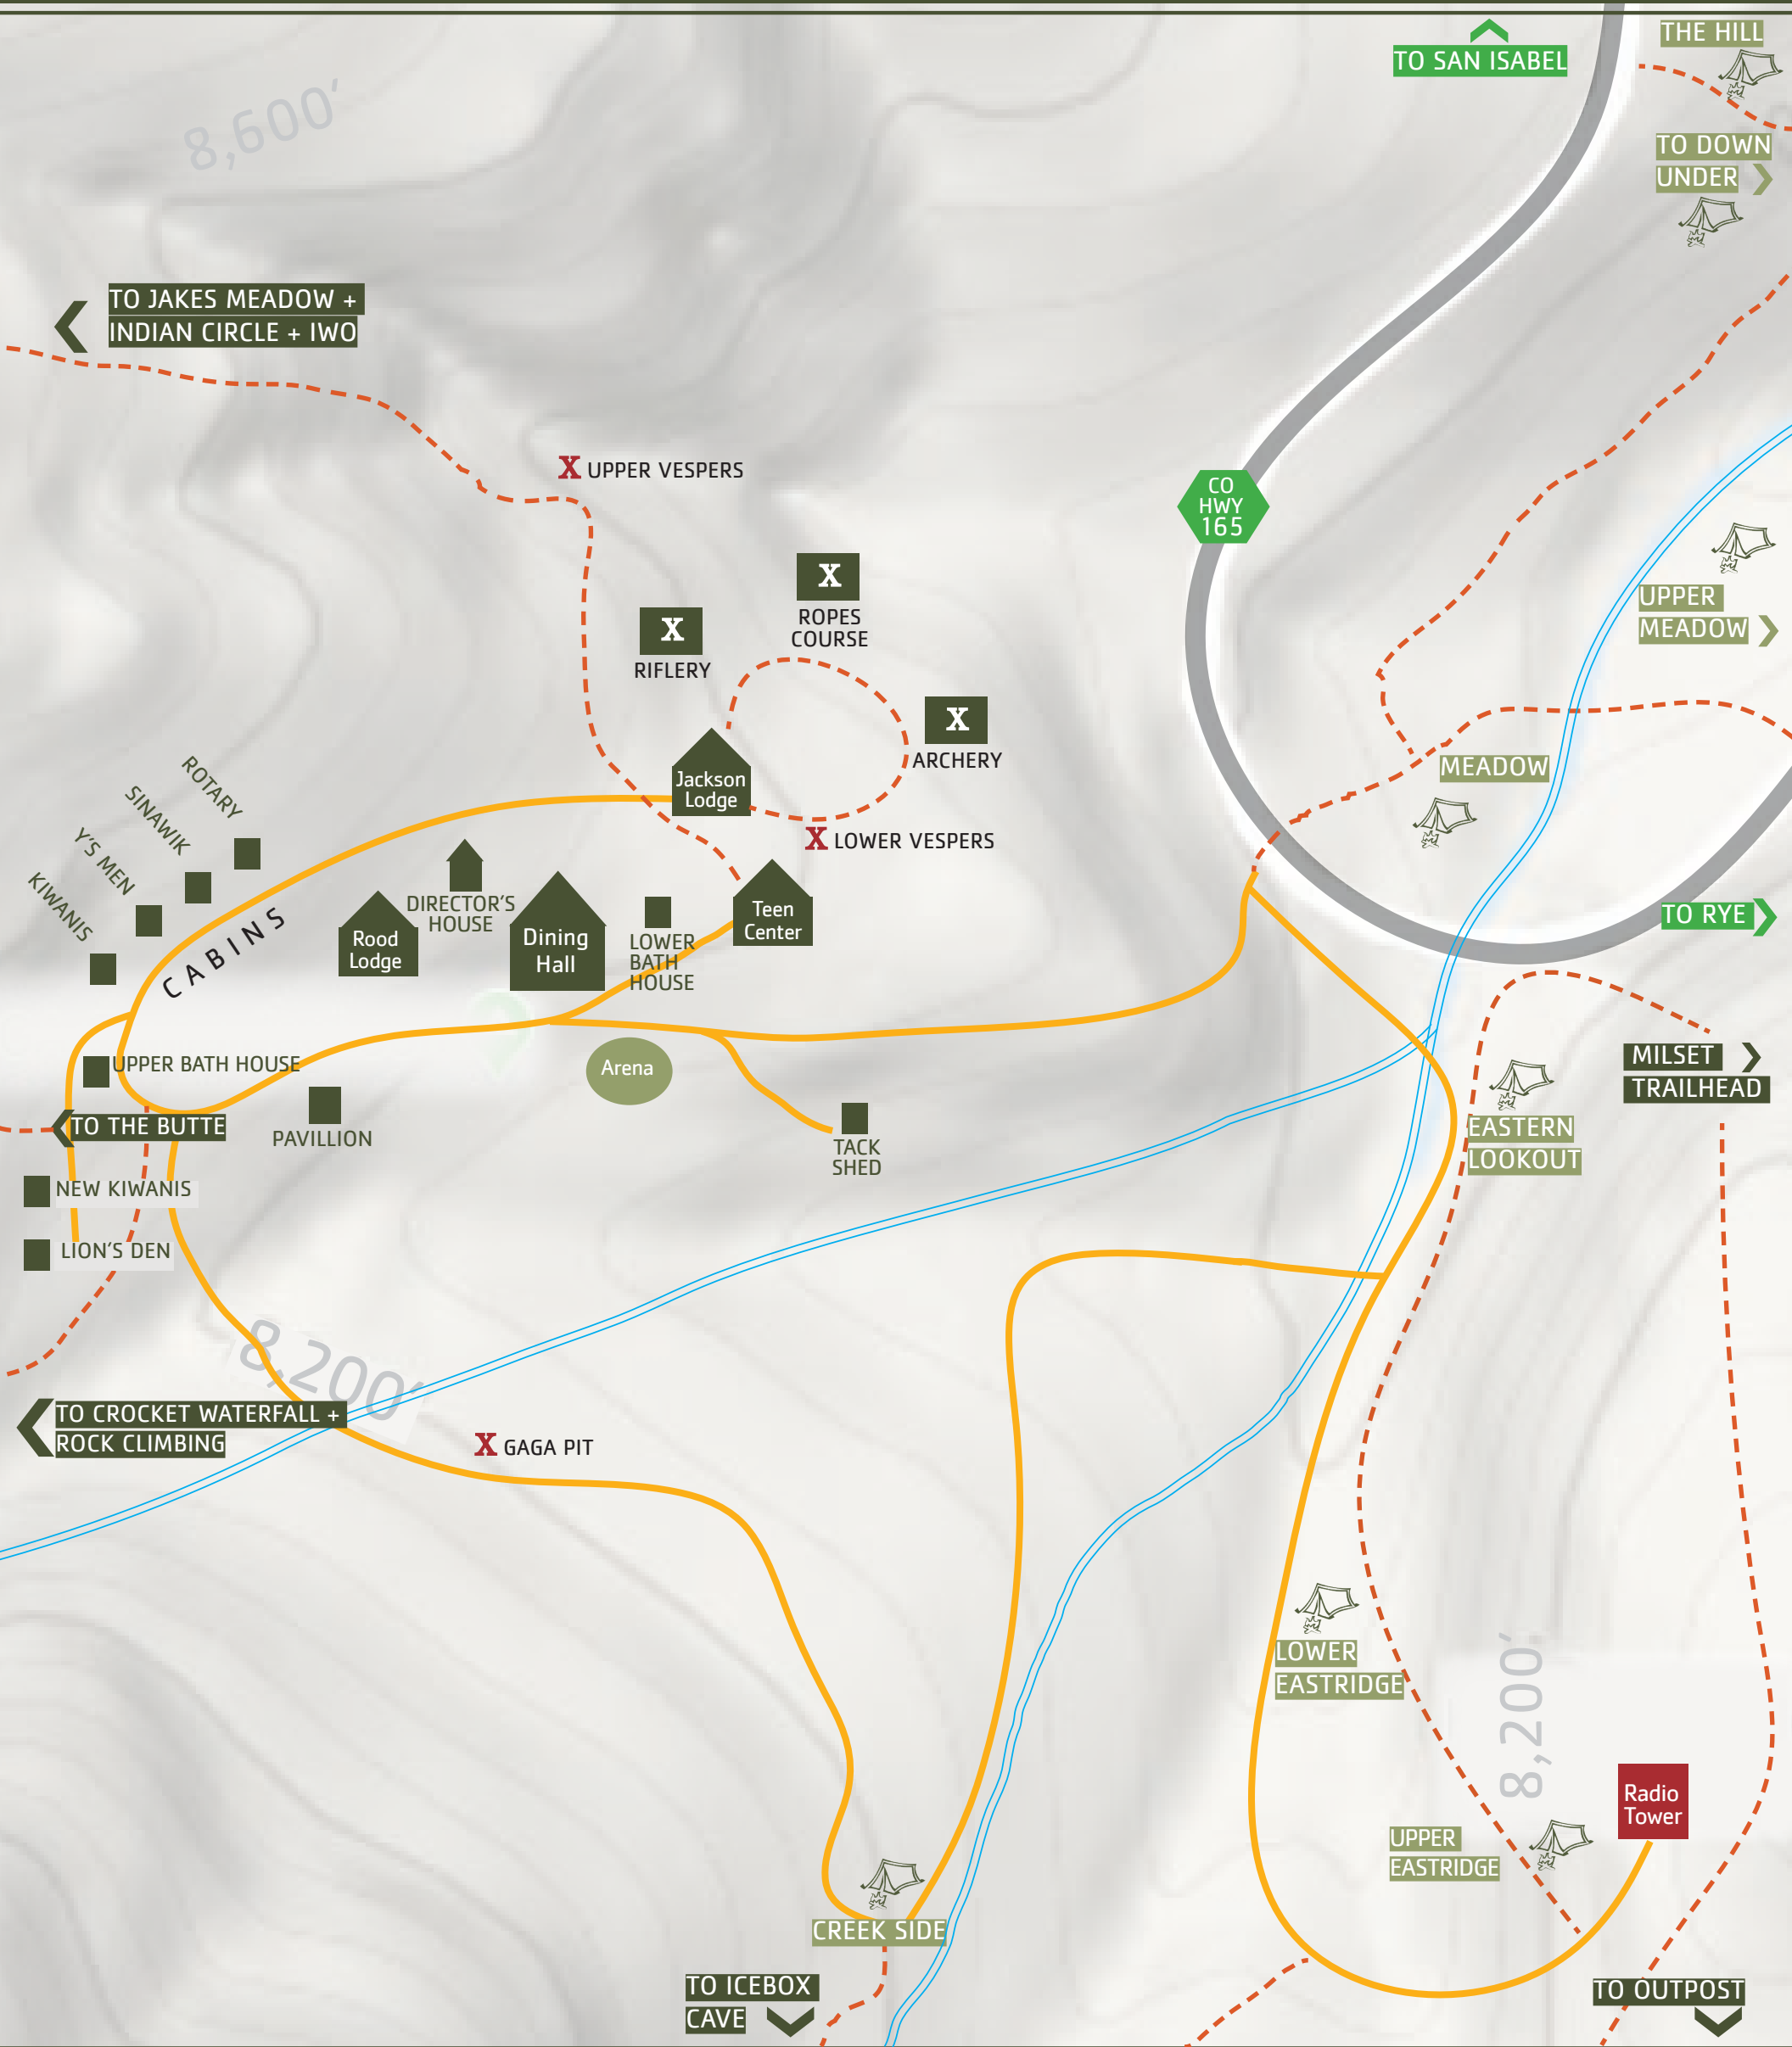 TO SAN ISABEL
THE HILL
8,600′
TO DOWN
UNDER
TO JAKES MEADOW +
INDIAN CIRCLE + IWO
X UPPER VESPERS
CO
HWY
165
X
ROPES
COURSE
UPPER
MEADOW
X
RIFLERY
X
ARCHERY
MEADOW
Jackson
Lodge
ROTARY
SINAWIK
Y'S MEN
KIWANIS
CABINS
X LOWER VESPERS
DIRECTOR'S
HOUSE
Rood
Lodge
Dining
Hall
LOWER
BATH
HOUSE
Teen
Center
TO RYE
UPPER BATH HOUSE
Arena
MILSET
TRAILHEAD
TO THE BUTTE
PAVILLION
TACK
SHED
EASTERN
LOOKOUT
NEW KIWANIS
LION'S DEN
8,200′
TO CROCKET WATERFALL +
ROCK CLIMBING
X GAGA PIT
LOWER
EASTRIDGE
8,200′
Radio
Tower
UPPER
EASTRIDGE
CREEK SIDE
TO ICEBOX
CAVE
TO OUTPOST